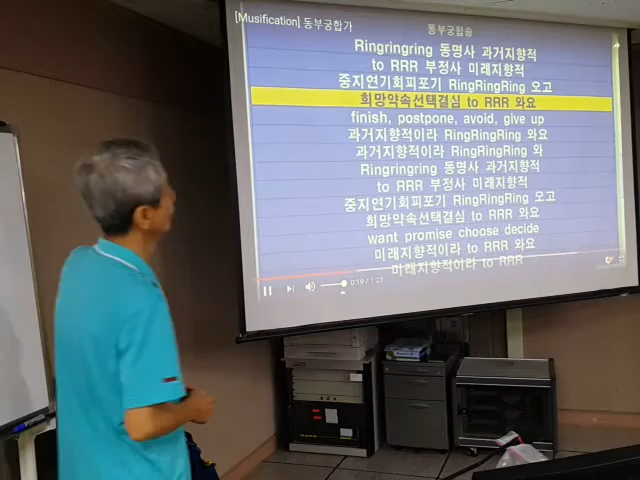 [Musification] 동부궁합가
동부궁합송
Ringringring 동명사 과거지향적
to RRR 부정사 미래지향적
중지연기회피포기 RingRingRing 오고
희망약속선택결심 to RRR 와요
finish, postpone, avoid, give up
과거지향적이라 RingRingRing 와요
과거지향적이라 RingRingRing 와
Ringringring 동명사 과거지향적
to RRR 부정사 미래지향적
중지연기회피포기 RingRingRing 오고
희망약속선택결심 to RRR 와요
want promise choose decide
미래지향적이라 to RRR 와요
미래지향적이라 to RRR
0:19 / 1:23